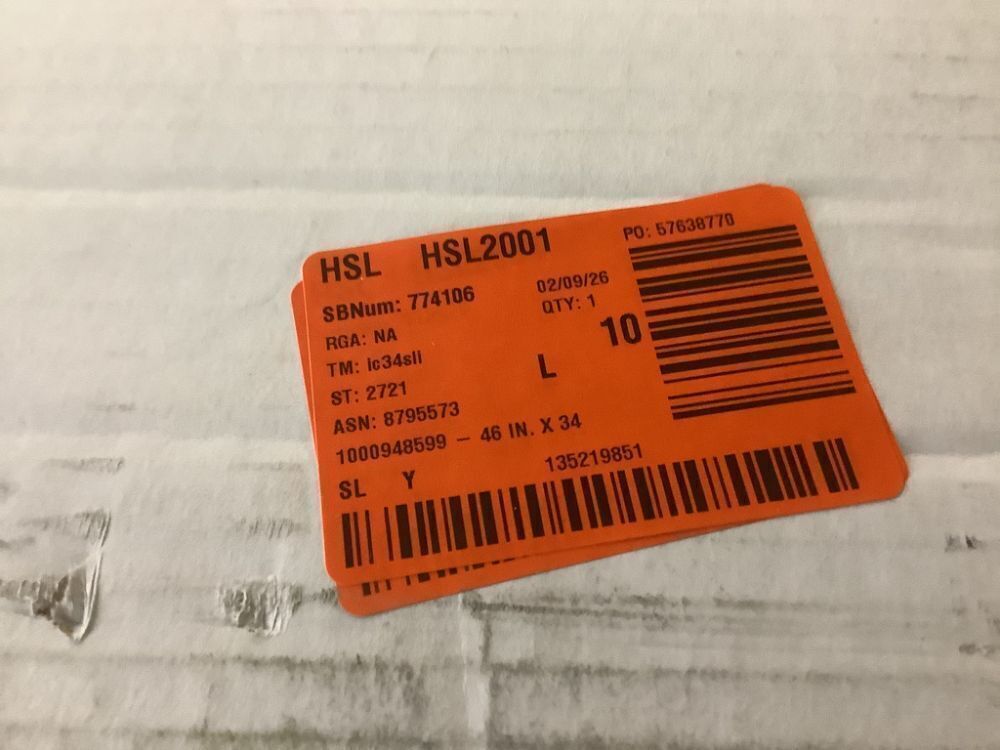 HSL HSL2001
PO: 57638770
SBNum: 774106
02/09/26
RGA: NA
QTY: 1
TM: lc34sll
10
ST: 2721
L
ASN: 8795573
1000948599 – 46 IN. X 34
SL Y
135219851